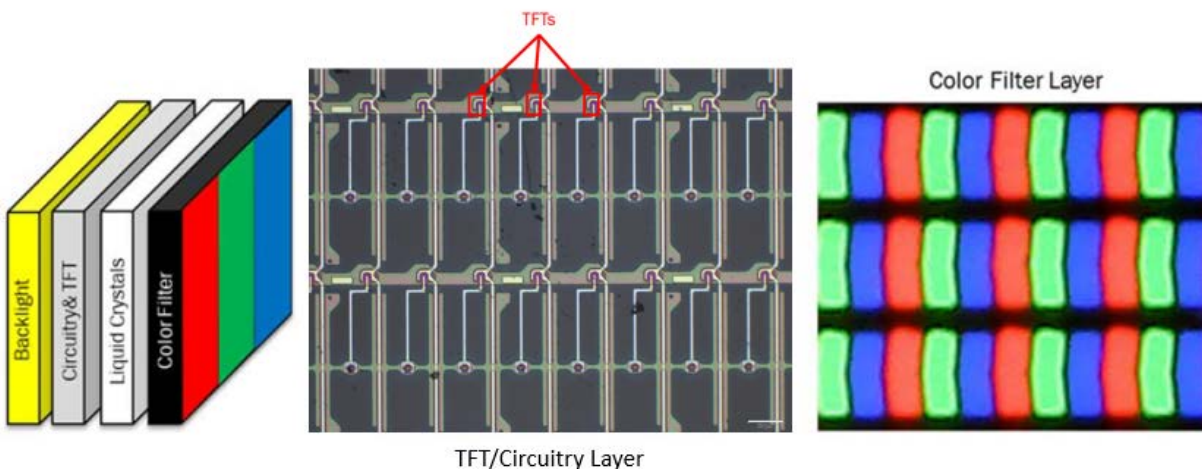 TFTs
Backlight
Circuitry& TFT
Liquid Crystals
Color Filter
Color Filter Layer
TFT/Circuitry Layer